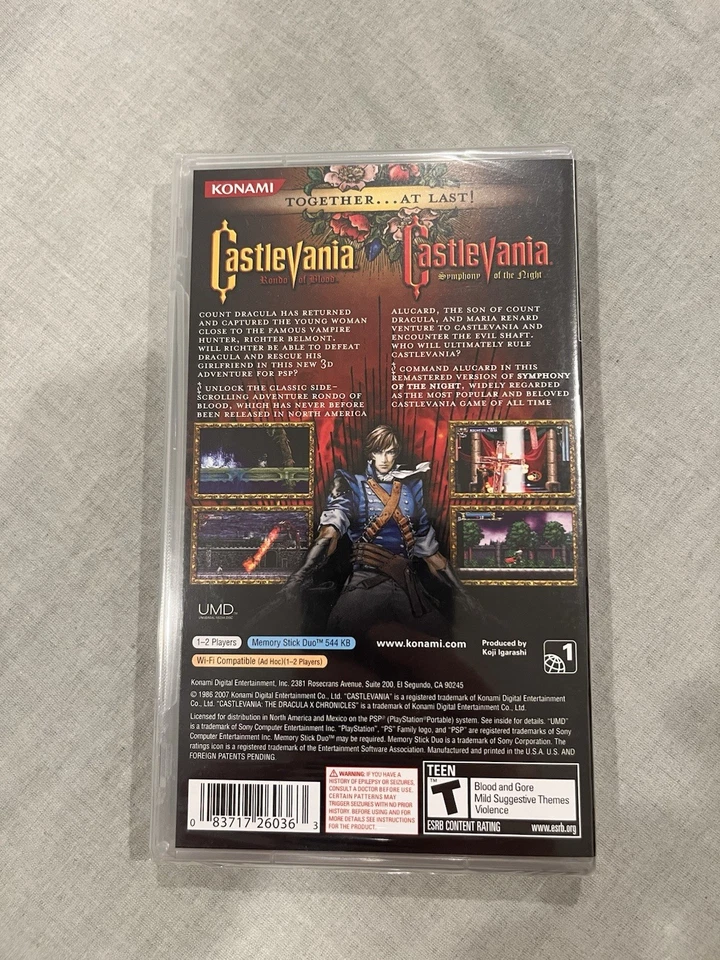 KONAMI
TOGETHER...AT LAST!
Castlevania
Rondo of Blood
COUNT DRACULA HAS RETURNED
AND CAPTURED THE YOUNG WOMAN
CLOSE TO THE FAMOUS VAMPIRE
HUNTER, RICHTER BELMONT.
WILL RICHTER BE ABLE TO DEFEAT
DRACULA AND RESCUE HIS
GIRLFRIEND IN THIS NEW 3D
ADVENTURE FOR PSP?
UNLOCK THE CLASSIC SIDE-
SCROLLING ADVENTURE RONDO OF
BLOOD, WHICH HAS NEVER BEFORE
BEEN RELEASED IN NORTH AMERICA
Castlevania
Symphony of the Night
ALUCARD, THE SON OF COUNT
DRACULA, AND MARIA RENARD
VENTURE TO CASTLEVANIA AND
ENCOUNTER THE EVIL SHAFT.
WHO WILL ULTIMATELY RULE
CASTLEVANIA?
COMMAND ALUCARD IN THIS
REMASTERED VERSION OF SYMPHONY
OF THE NIGHT, WIDELY REGARDED
AS THE MOST POPULAR AND BELOVED
CASTLEVANIA GAME OF ALL TIME
UMD
UNIVERSAL MEDIA DISC
1-2 Players
Memory Stick Duo™ 544 KB
www.konami.com
Produced by
Koji Igarashi
1
Wi-Fi Compatible (Ad Hoc)(1-2 Players)
Konami Digital Entertainment, Inc. 2381 Rosecrans Avenue, Suite 200. El Segundo, CA 90245
© 1986 2007 Konami Digital Entertainment Co., Ltd. "CASTLEVANIA" is a registered trademark of Konami Digital Entertainment
Co., Ltd. "CASTLEVANIA: THE DRACULA X CHRONICLES" is a trademark of Konami Digital Entertainment Co., Ltd.
Licensed for distribution in North America and Mexico on the PSP® (PlayStation®Portable) system. See inside for details. "UMD"
is a trademark of Sony Computer Entertainment Inc. "PlayStation", "PS" Family logo, and "PSP" are registered trademarks of Sony
Computer Entertainment Inc. Memory Stick Duo™ may be required. Memory Stick Duo is a trademark of Sony Corporation. The
ratings icon is a registered trademark of the Entertainment Software Association. Manufactured and printed in the U.S.A. U.S. AND
FOREIGN PATENTS PENDING
0 83717 26036 3
WARNING: IF YOU HAVE A
HISTORY OF EPILEPSY OR SEIZURES,
CONSULT A DOCTOR BEFORE USE.
CERTAIN PATTERNS MAY
TRIGGER SEIZURES WITH NO PRIOR
HISTORY. BEFORE USING AND FOR
MORE DETAILS SEE INSTRUCTIONS
FOR THE PRODUCT.
TEEN
T
™
Blood and Gore
Mild Suggestive Themes
Violence
ESRB CONTENT RATING
www.esrb.org